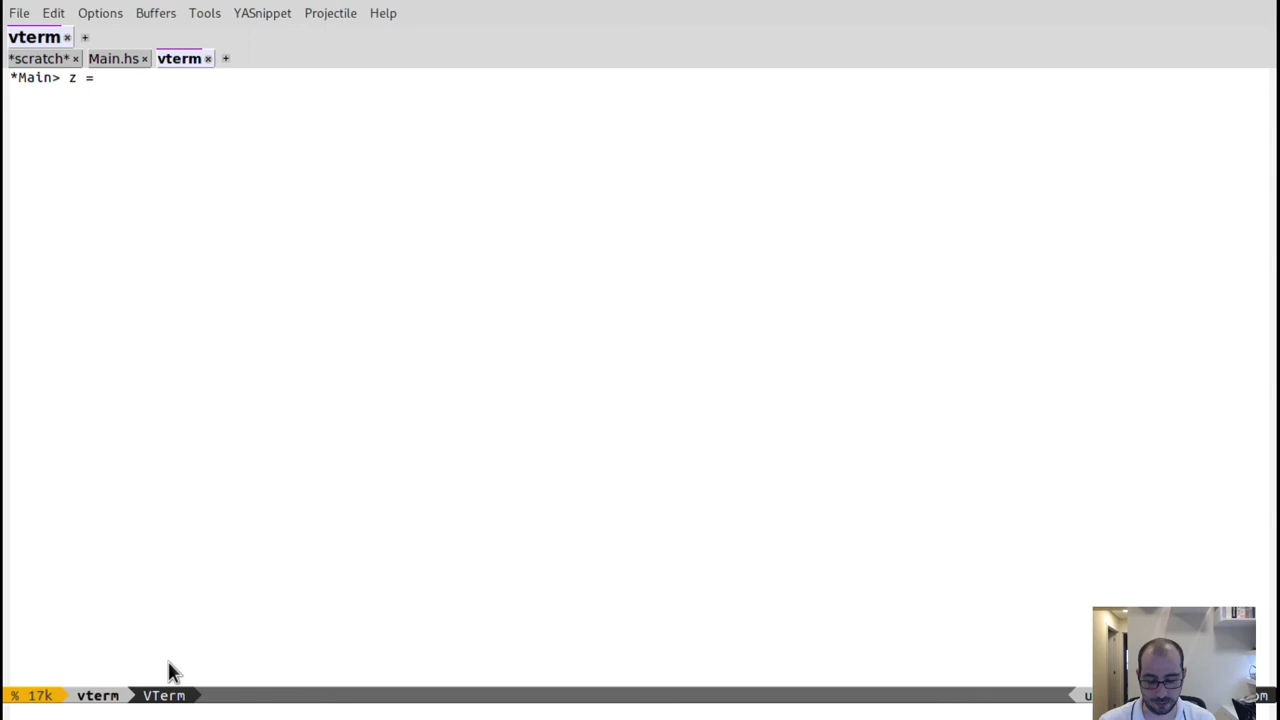 File Edit Options Buffers Tools YASnippet Projectile Help
vterm × +
*scratch* × Main.hs × vterm × +
*Main> z =
% 17k vterm VTerm